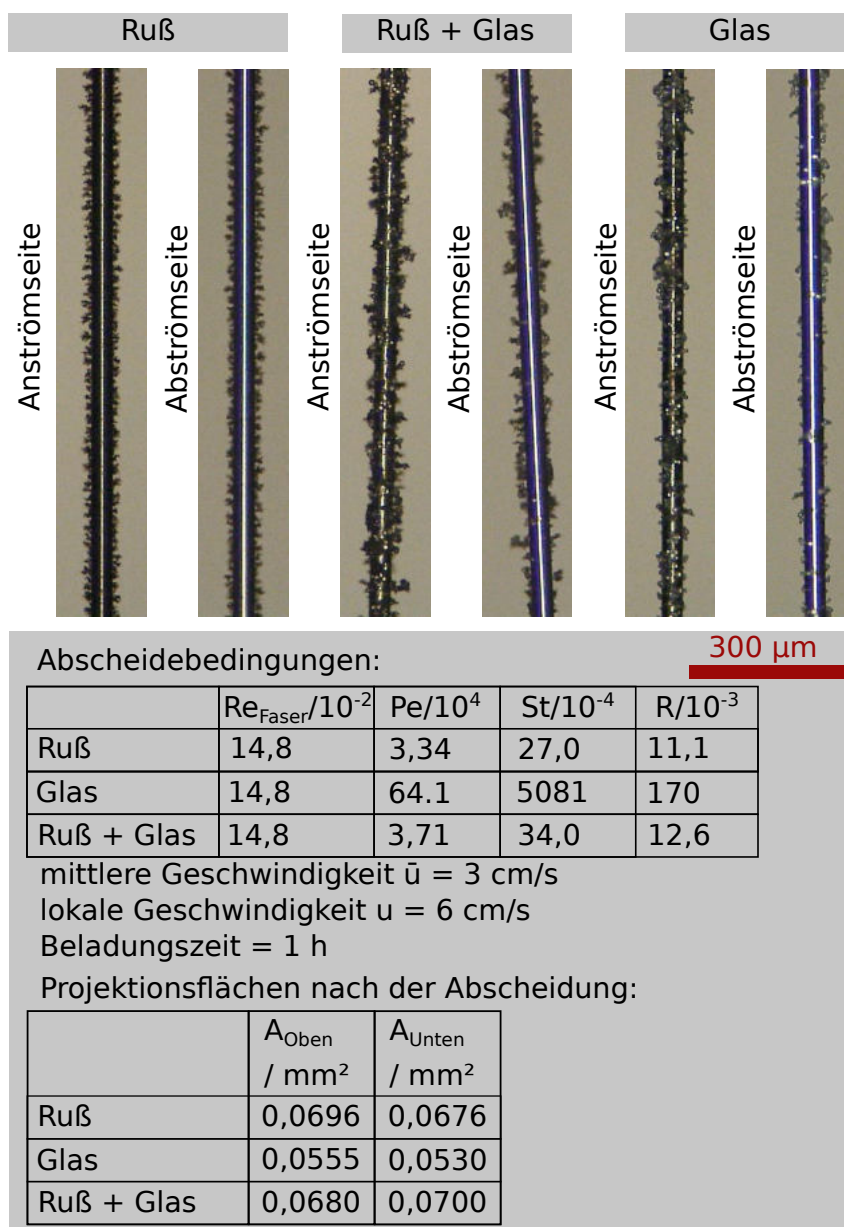 Ruß
Ruß + Glas
Glas
Anströmseite
Abströmseite
Anströmseite
Abströmseite
Anströmseite
Abströmseite
300 µm
Abscheidebedingungen:
Re_Faser/10⁻² Pe/10⁴ St/10⁻⁴ R/10⁻³
Ruß 14,8 3,34 27,0 11,1
Glas 14,8 64.1 5081 170
Ruß + Glas 14,8 3,71 34,0 12,6
mittlere Geschwindigkeit ū = 3 cm/s
lokale Geschwindigkeit u = 6 cm/s
Beladungszeit = 1 h
Projektionsflächen nach der Abscheidung:
A_Oben A_Unten
/ mm² / mm²
Ruß 0,0696 0,0676
Glas 0,0555 0,0530
Ruß + Glas 0,0680 0,0700